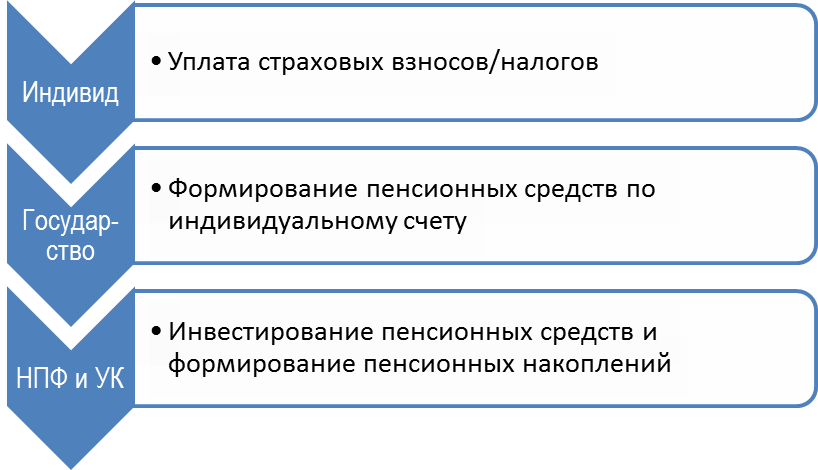 Индивид
• Уплата страховых взносов/налогов
Государ-
ство
• Формирование пенсионных средств по
индивидуальному счету
НПФ и УК
• Инвестирование пенсионных средств и
формирование пенсионных накоплений